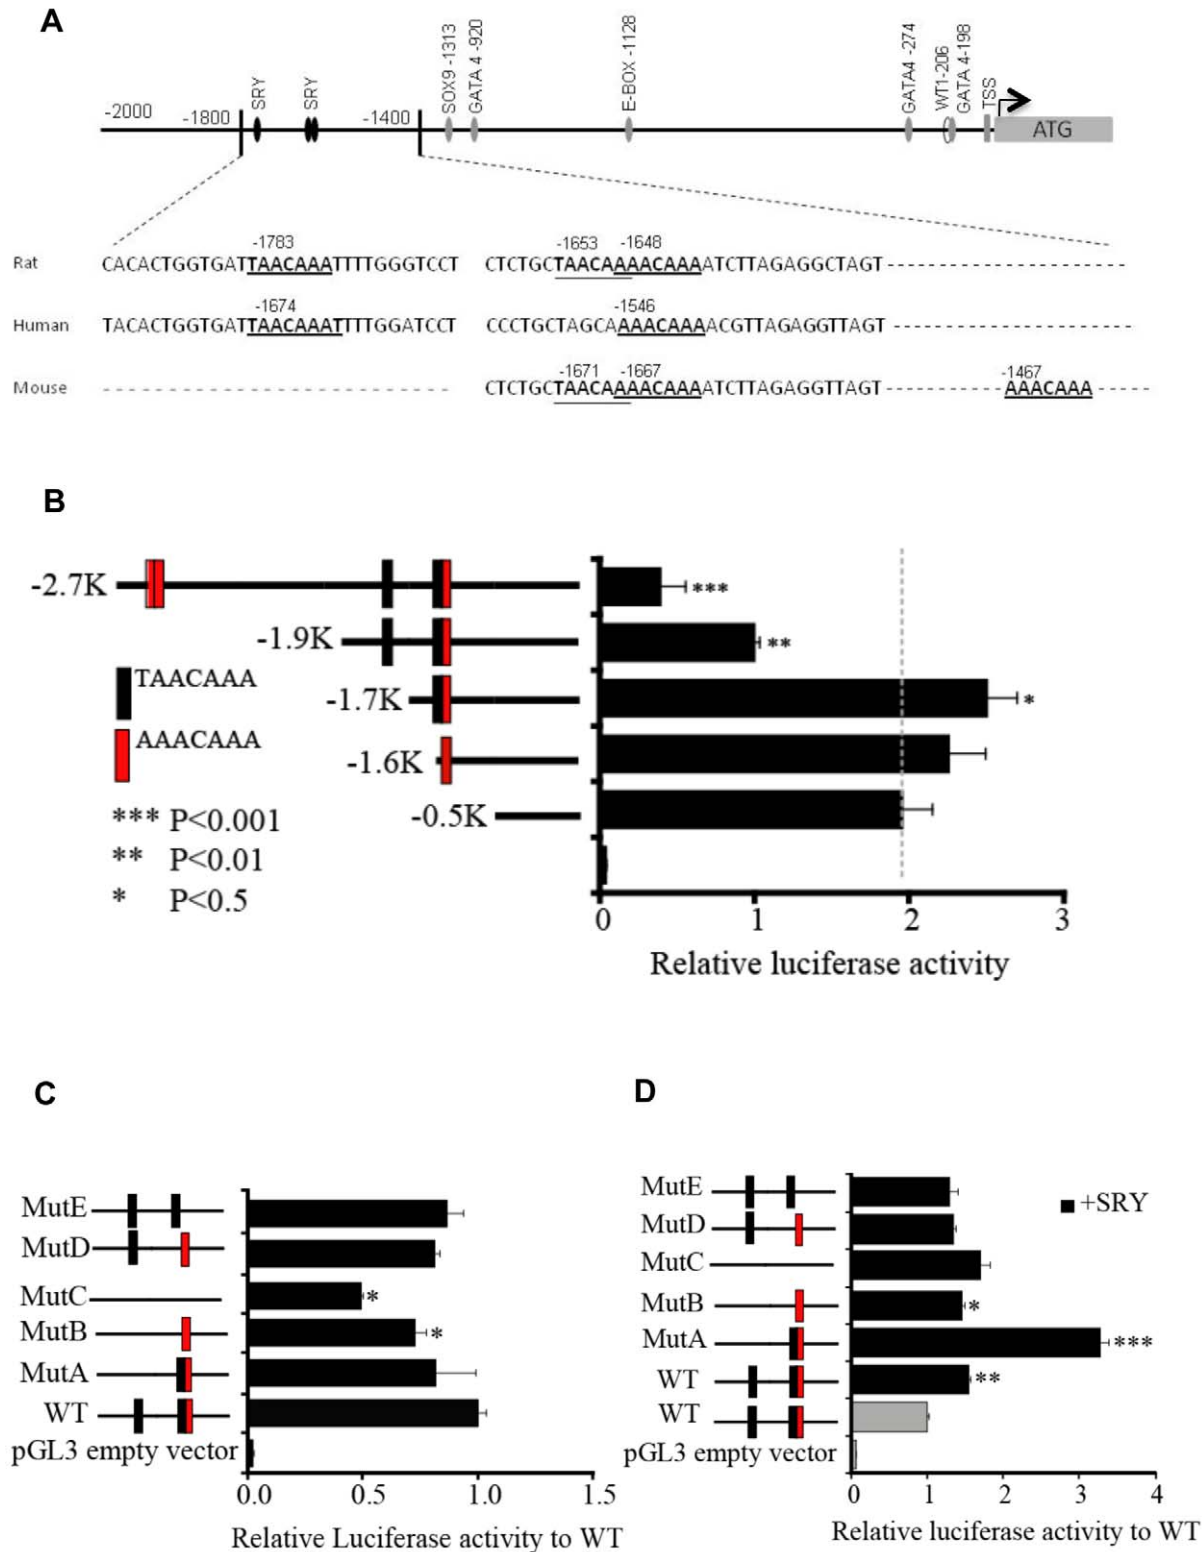 A
-2000
-1800
SRY
SRY
-1400
SOX9 -1313
GATA 4 -920
E-BOX -1128
GATA4 -274
WT1-206
GATA 4-198
TSS
ATG
-1783
-1653 -1648
Rat CACACTGGTGATTAACAAATTTTGGGTCCT CTCTGCTAACAAAACAAAATCTTAGAGGCTAGT
-1674
-1546
Human TACACTGGTGATTAACAAATTTTGGATCCT CCCTGCTAGCAAAACAAAACGTTAGAGGTTAGT
-1671 -1667
-1467
Mouse CTCTGCTAACAAAACAAAATCTTAGAGGTTAGT AAACAAA
B
-2.7K
***
-1.9K
**
TAACAAA
-1.7K
*
AAACAAA
-1.6K
*** P<0.001
-0.5K
** P<0.01
* P<0.5
0 1 2 3
Relative luciferase activity
C
MutE
MutD
MutC
*
MutB
*
MutA
WT
pGL3 empty vector
0.0 0.5 1.0 1.5
Relative Luciferase activity to WT
D
MutE
+SRY
MutD
MutC
MutB
*
MutA
***
WT
**
WT
pGL3 empty vector
0 1 2 3 4
Relative luciferase activity to WT